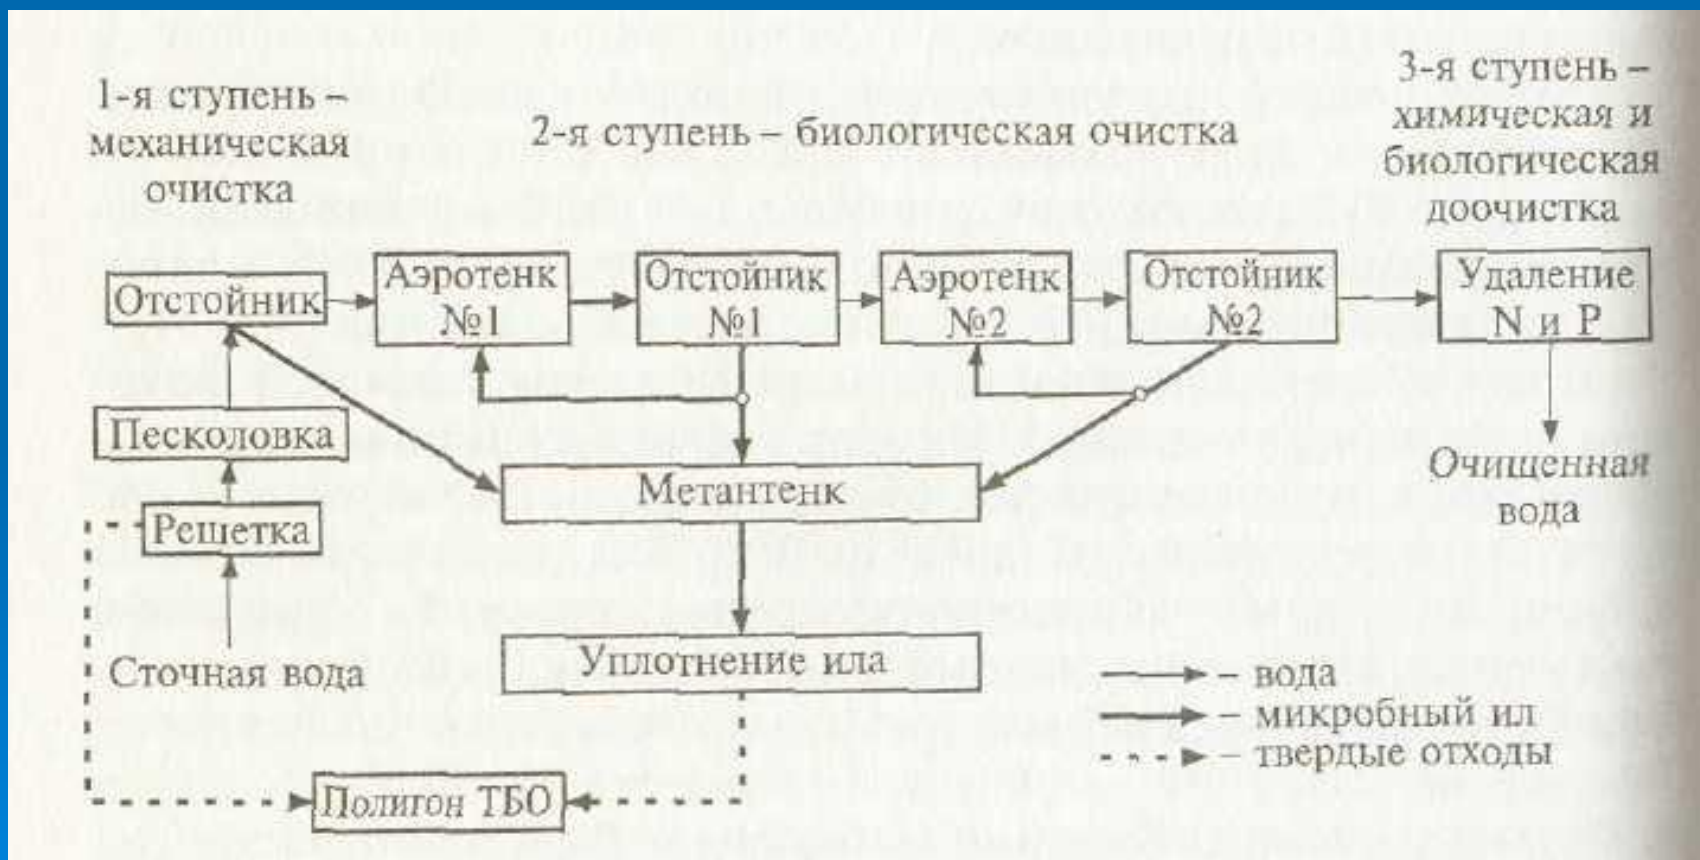 1-я ступень –
механическая
очистка
2-я ступень – биологическая очистка
3-я ступень –
химическая и
биологическая
доочистка
Отстойник
Аэротенк
№1
Отстойник
№1
Аэротенк
№2
Отстойник
№2
Удаление
N и P
Песколовка
Решетка
Сточная вода
Метантенк
Очищенная
вода
Уплотнение ила
Полигон ТБО
– вода
– микробный ил
– твердые отходы